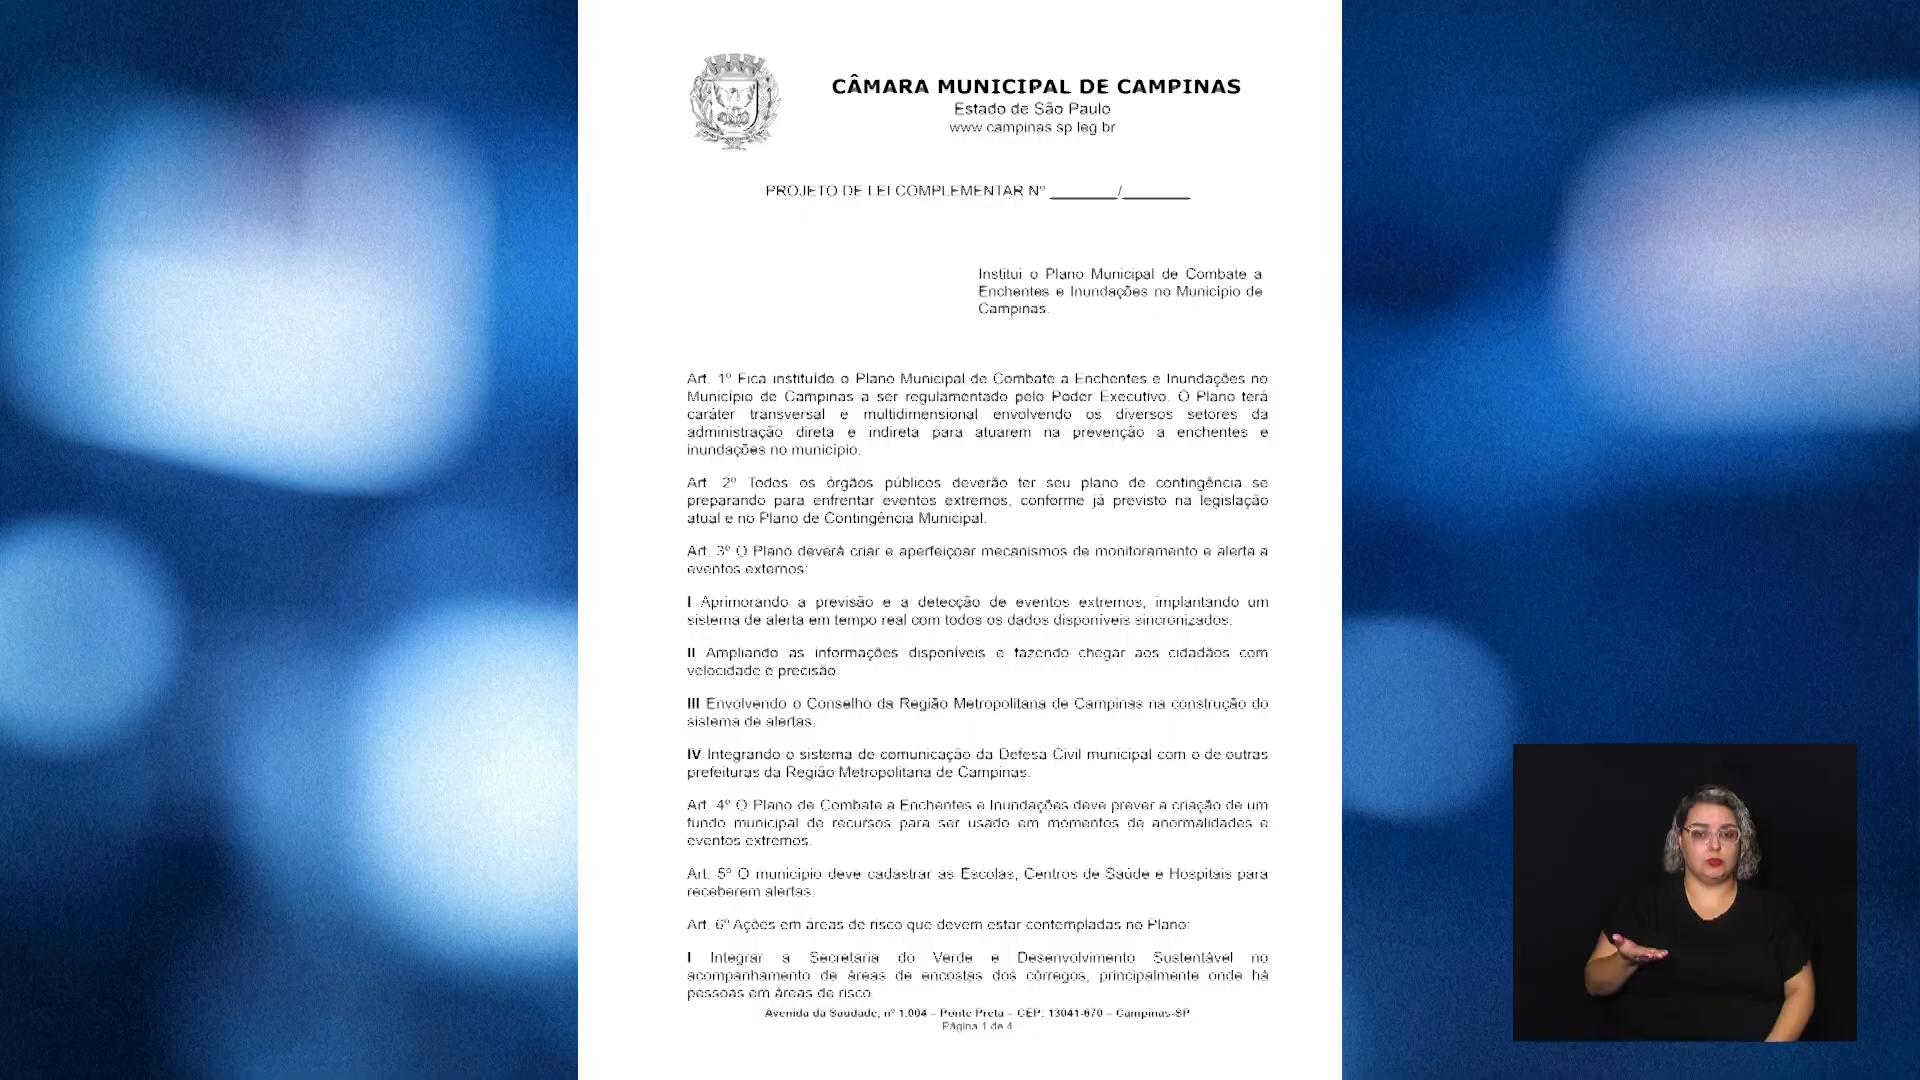 CÂMARA MUNICIPAL DE CAMPINAS
Estado de São Paulo
www.campinas.sp.leg.br
PROJETO DE LEI COMPLEMENTAR Nº ________/________
Institui o Plano Municipal de Combate a
Enchentes e Inundações no Município de
Campinas.
Art. 1º Fica instituído o Plano Municipal de Combate a Enchentes e Inundações no
Município de Campinas a ser regulamentado pelo Poder Executivo. O Plano terá
caráter transversal e multidimensional envolvendo os diversos setores da
administração direta e indireta para atuarem na prevenção a enchentes e
inundações no município.
Art. 2º Todos os órgãos públicos deverão ter seu plano de contingência se
preparando para enfrentar eventos extremos, conforme já previsto na legislação
atual e no Plano de Contingência Municipal.
Art. 3º O Plano deverá criar e aperfeiçoar mecanismos de monitoramento e alerta a
eventos externos:
I Aprimorando a previsão e a detecção de eventos extremos, implantando um
sistema de alerta em tempo real com todos os dados disponíveis sincronizados.
II Ampliando as informações disponíveis e fazendo chegar aos cidadãos com
velocidade e precisão.
III Envolvendo o Conselho da Região Metropolitana de Campinas na construção do
sistema de alertas.
IV Integrando o sistema de comunicação da Defesa Civil municipal com o de outras
prefeituras da Região Metropolitana de Campinas.
Art. 4º O Plano de Combate a Enchentes e Inundações deve prever a criação de um
fundo municipal de recursos para ser usado em momentos de anormalidades e
eventos extremos.
Art. 5º O município deve cadastrar as Escolas, Centros de Saúde e Hospitais para
receberem alertas.
Art. 6º Ações em áreas de risco que devem estar contempladas no Plano:
I Integrar a Secretaria do Verde e Desenvolvimento Sustentável no
acompanhamento de áreas de encostas dos córregos, principalmente onde há
pessoas em áreas de risco.
Avenida da Saudade, nº 1.004 – Ponte Preta – CEP: 13041-670 – Campinas-SP
Página 1 de 4